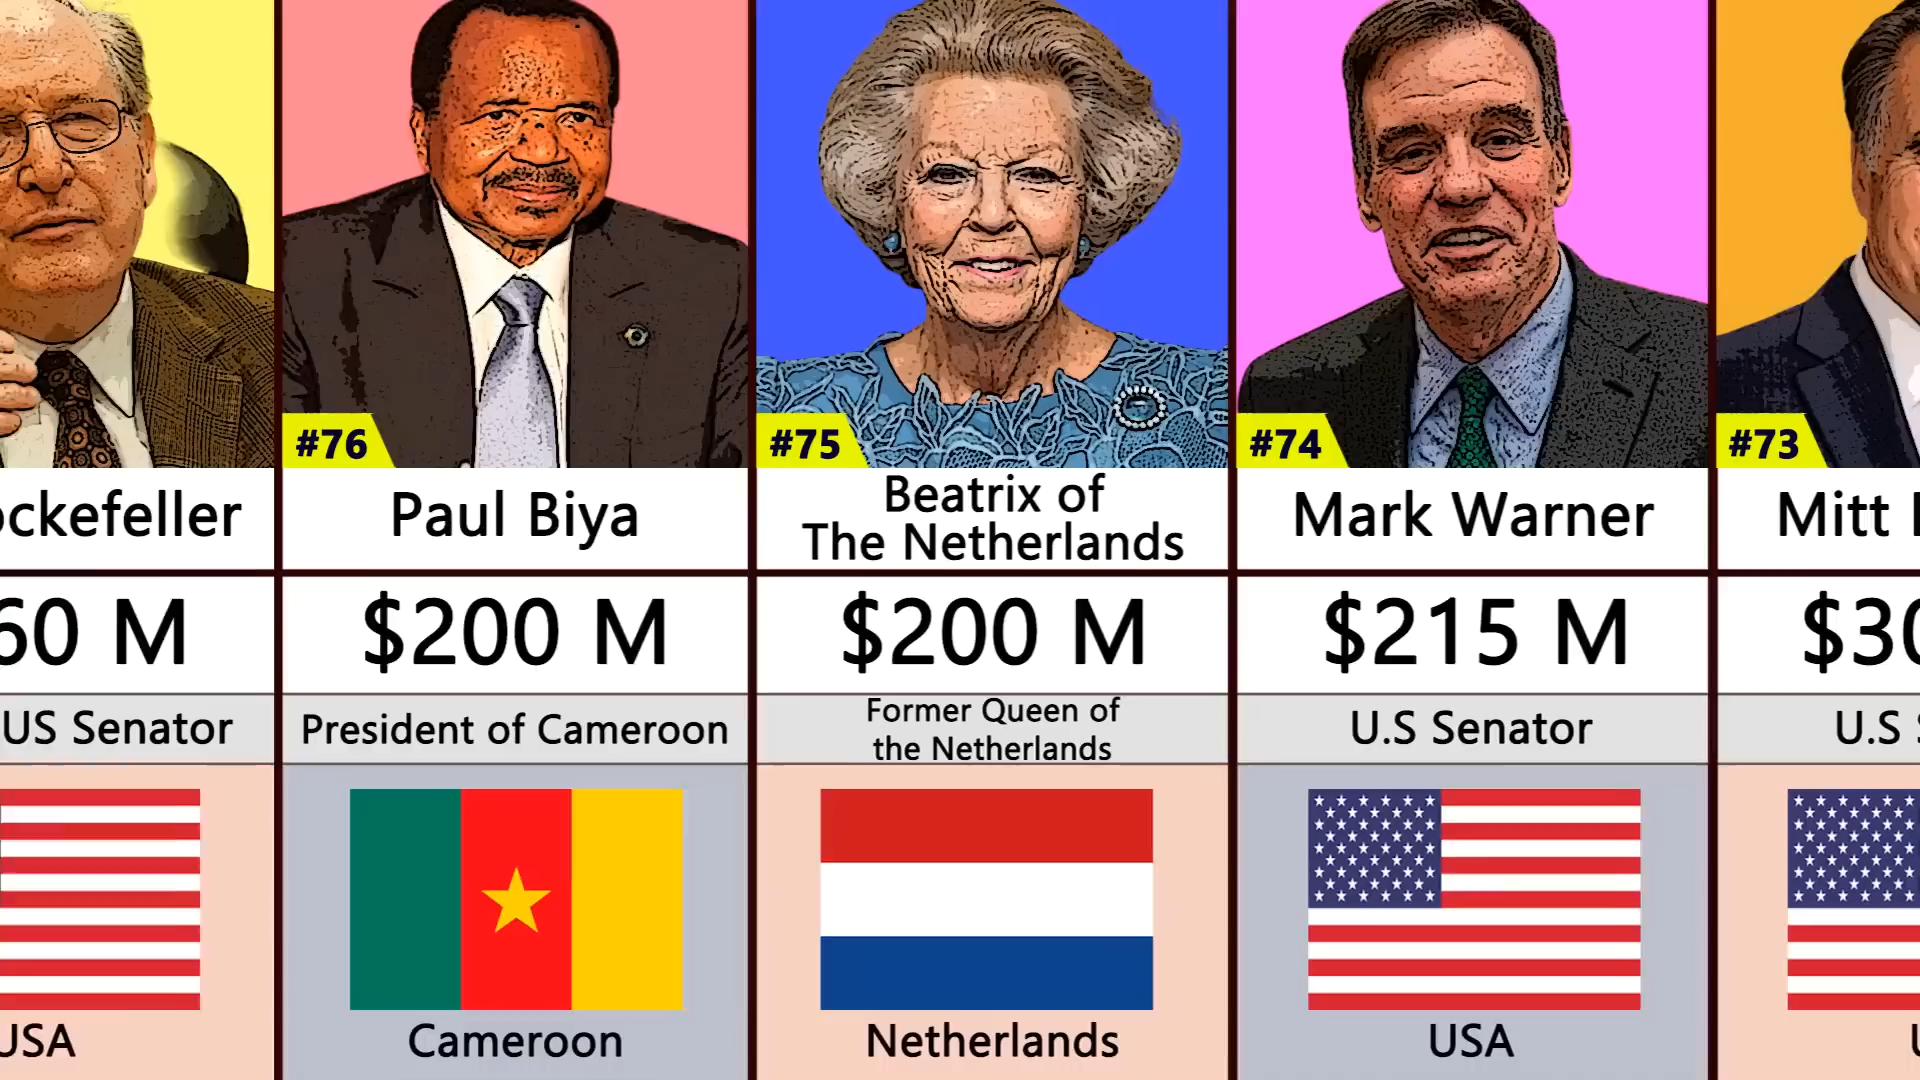 ockefeller
60 M
US Senator
USA
#76
Paul Biya
$200 M
President of Cameroon
Cameroon
#75
Beatrix of
The Netherlands
$200 M
Former Queen of
the Netherlands
Netherlands
#74
Mark Warner
$215 M
U.S Senator
USA
#73
Mitt
$30
U.S